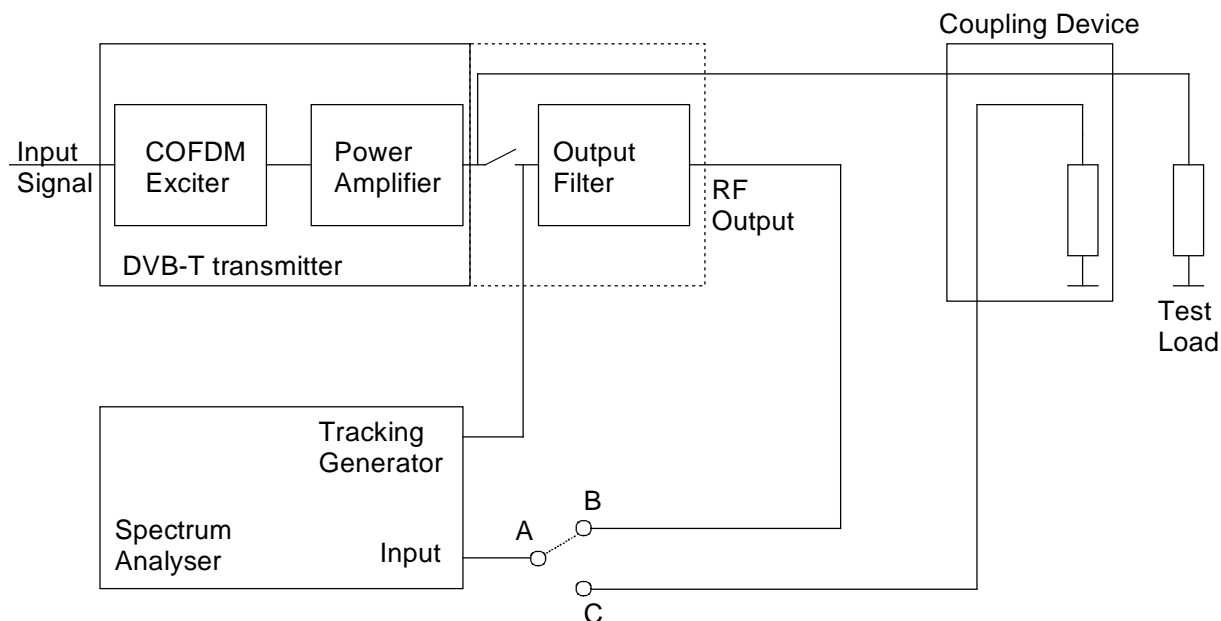 Coupling Device
Input
Signal
COFDM
Exciter
Power
Amplifier
Output
Filter
RF
Output
DVB-T transmitter
Test
Load
Tracking
Generator
Spectrum
Analyser
Input
A
B
C